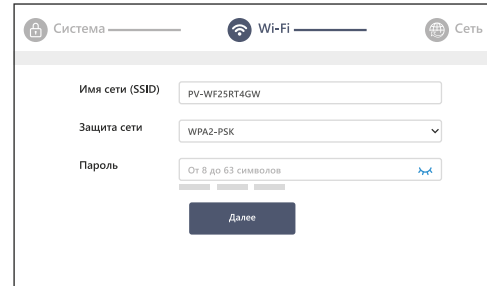 Система Wi-Fi Сеть
Имя сети (SSID) PV-WF25RT4GW
Защита сети WPA2-PSK
Пароль От 8 до 63 символов
Далее